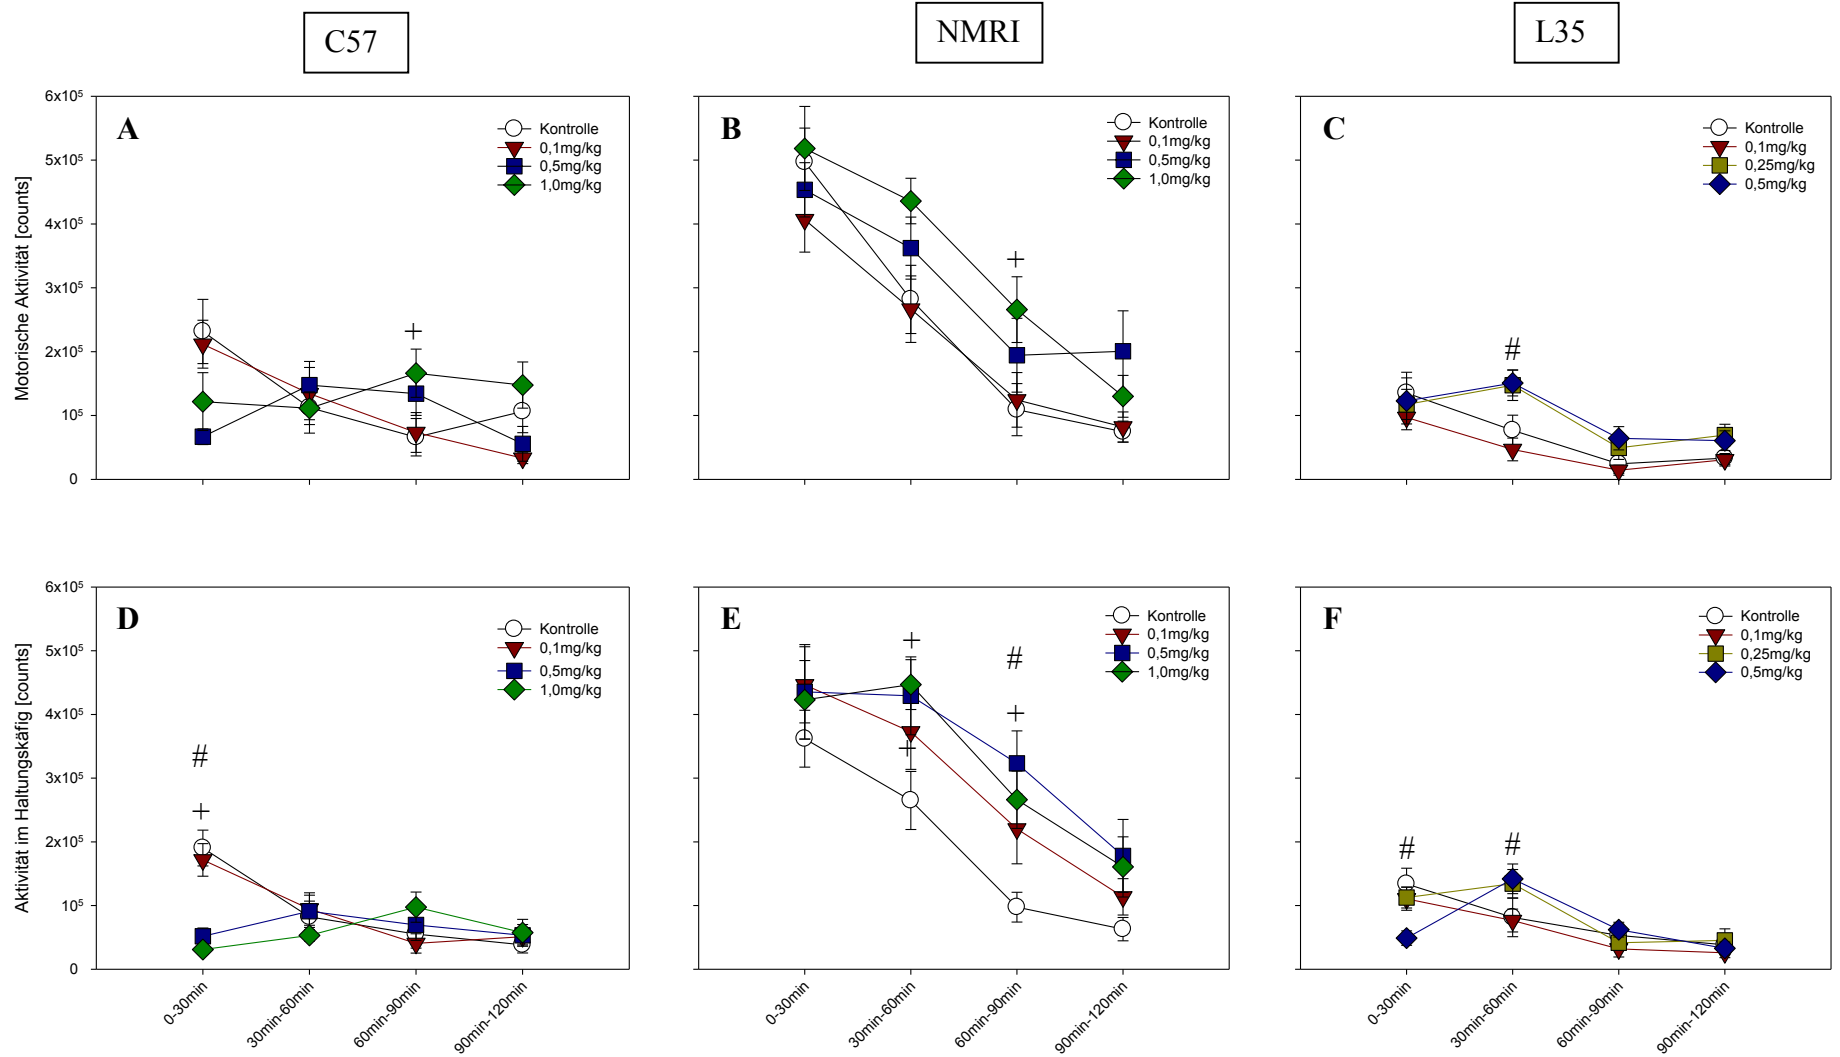 C57
NMRI
L35
Motorische Aktivität [counts]
6x10⁵
5x10⁵
4x10⁵
3x10⁵
2x10⁵
10⁵
0
A
Kontrolle
0,1mg/kg
0,5mg/kg
1,0mg/kg
+
B
Kontrolle
0,1mg/kg
0,5mg/kg
1,0mg/kg
+
C
Kontrolle
0,1mg/kg
0,25mg/kg
0,5mg/kg
#
Aktivität im Haltungskäfig [counts]
6x10⁵
5x10⁵
4x10⁵
3x10⁵
2x10⁵
10⁵
0
D
Kontrolle
0,1mg/kg
0,5mg/kg
1,0mg/kg
#
+
E
Kontrolle
0,1mg/kg
0,5mg/kg
1,0mg/kg
+
#
+
+
F
Kontrolle
0,1mg/kg
0,25mg/kg
0,5mg/kg
# #
0-30min
30min-60min
60min-90min
90min-120min
0-30min
30min-60min
60min-90min
90min-120min
0-30min
30min-60min
60min-90min
90min-120min